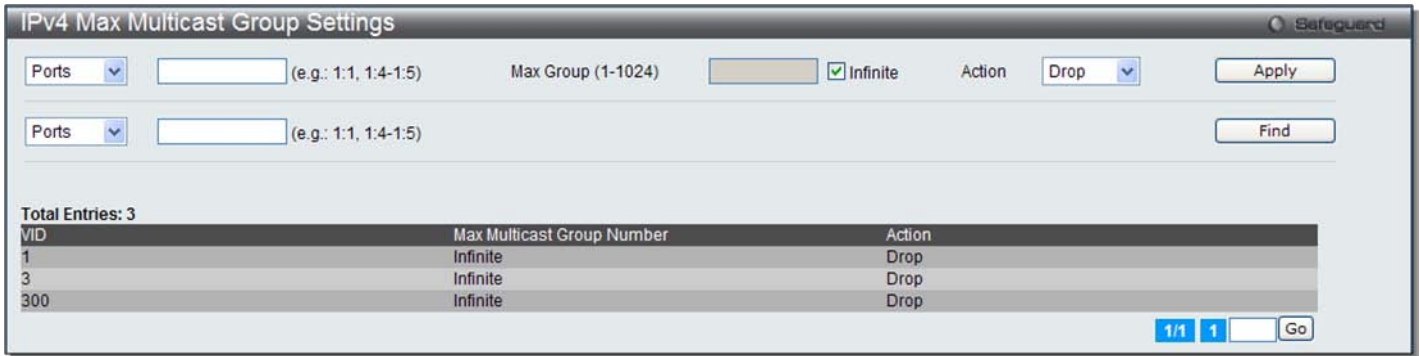 IPv4 Max Multicast Group Settings
Safeguard
Ports (e.g.: 1:1, 1:4-1:5) Max Group (1-1024) Infinite Action Drop Apply
Ports (e.g.: 1:1, 1:4-1:5) Find
Total Entries: 3
VID Max Multicast Group Number Action
1 Infinite Drop
3 Infinite Drop
300 Infinite Drop
1/1 1 Go